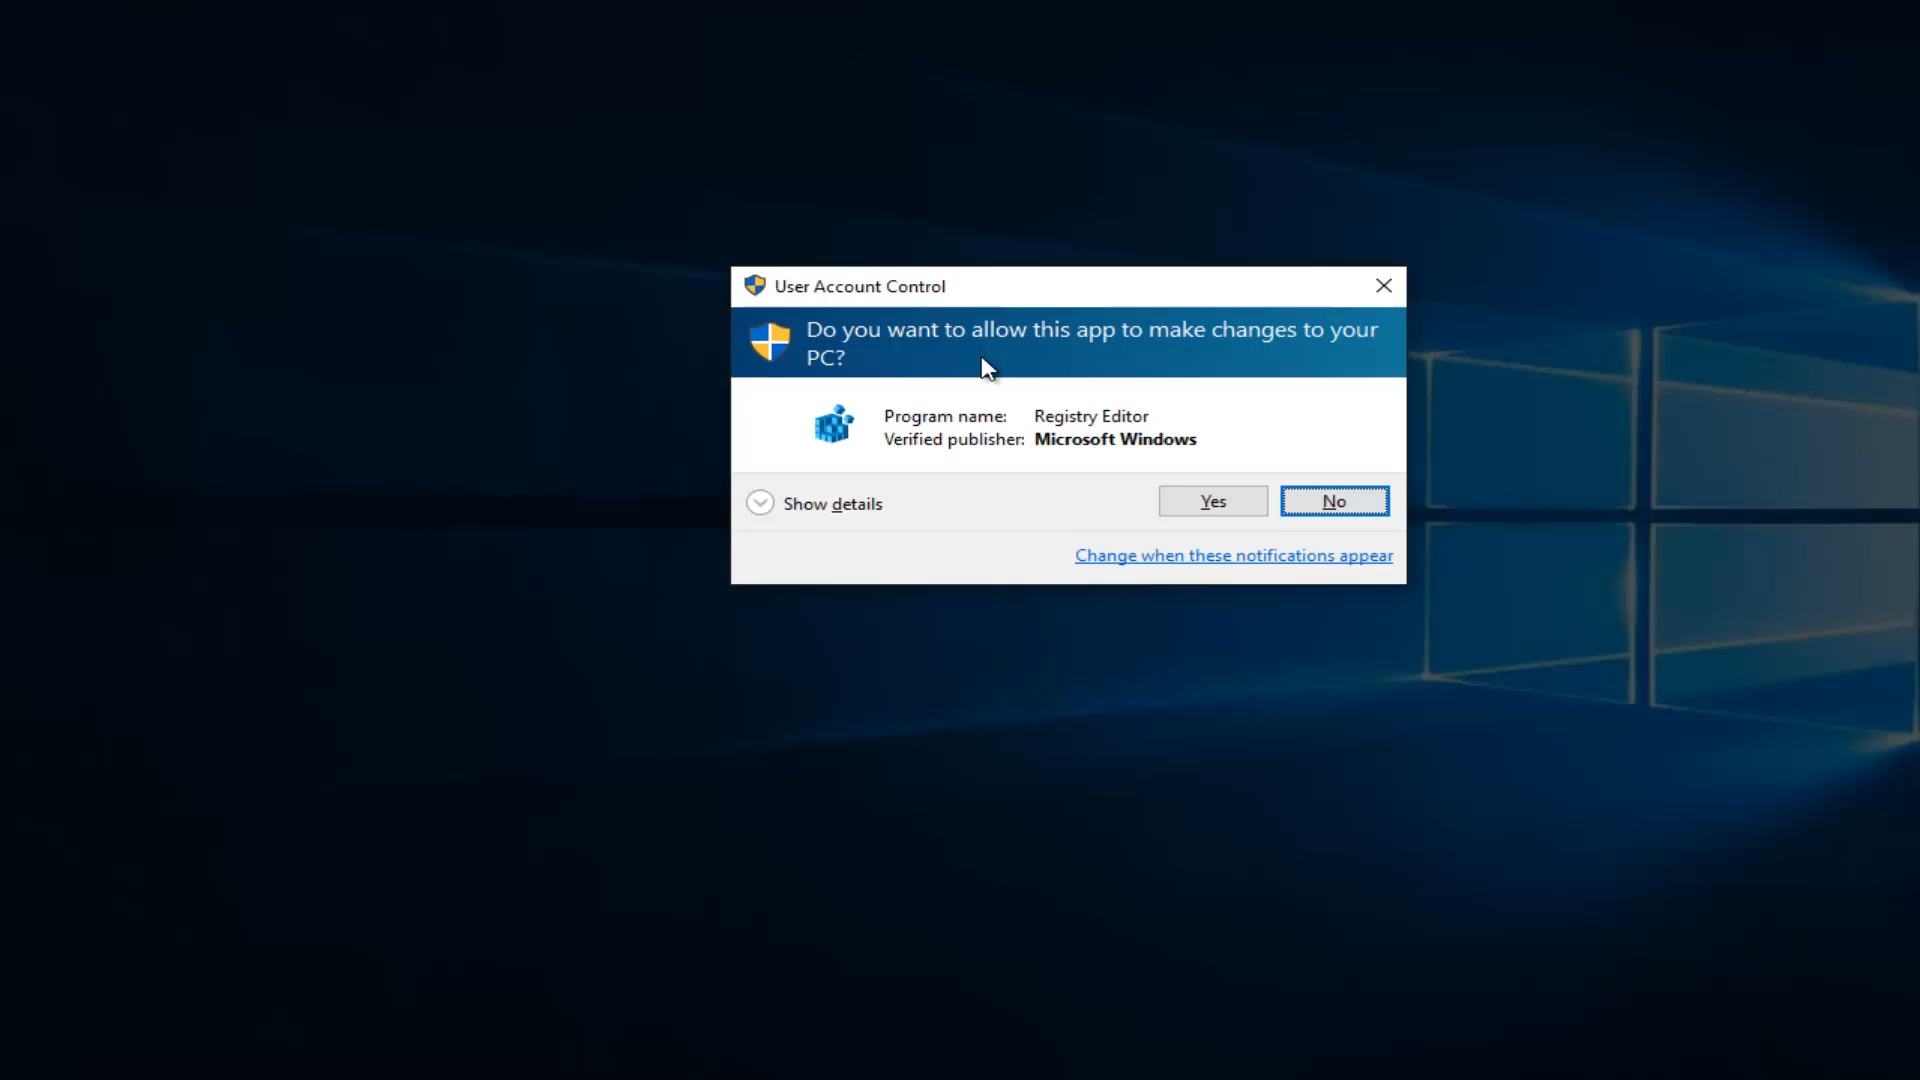 User Account Control
Do you want to allow this app to make changes to your
PC?
Program name: Registry Editor
Verified publisher: Microsoft Windows
Show details
Yes
No
Change when these notifications appear